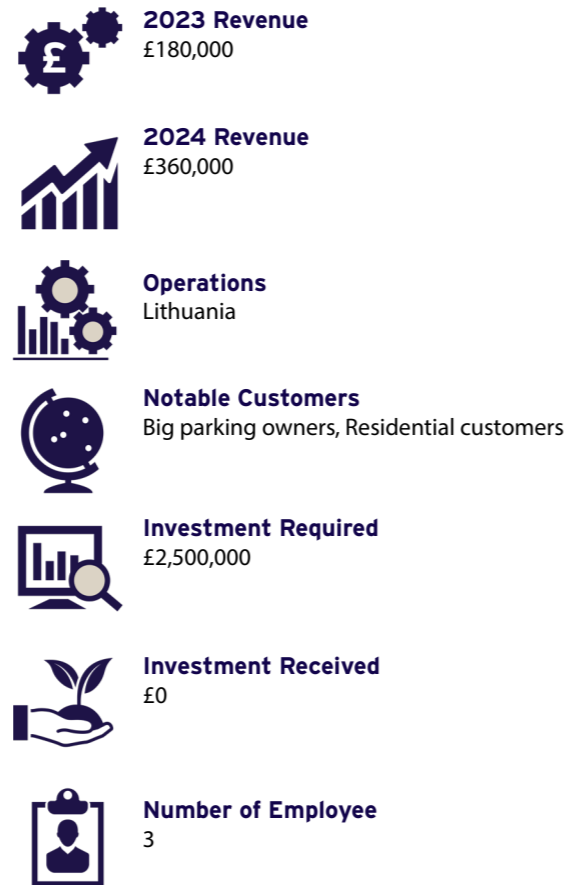 £
2023 Revenue
£180,000
2024 Revenue
£360,000
Operations
Lithuania
Notable Customers
Big parking owners, Residential customers
Investment Required
£2,500,000
Investment Received
£0
Number of Employee
3